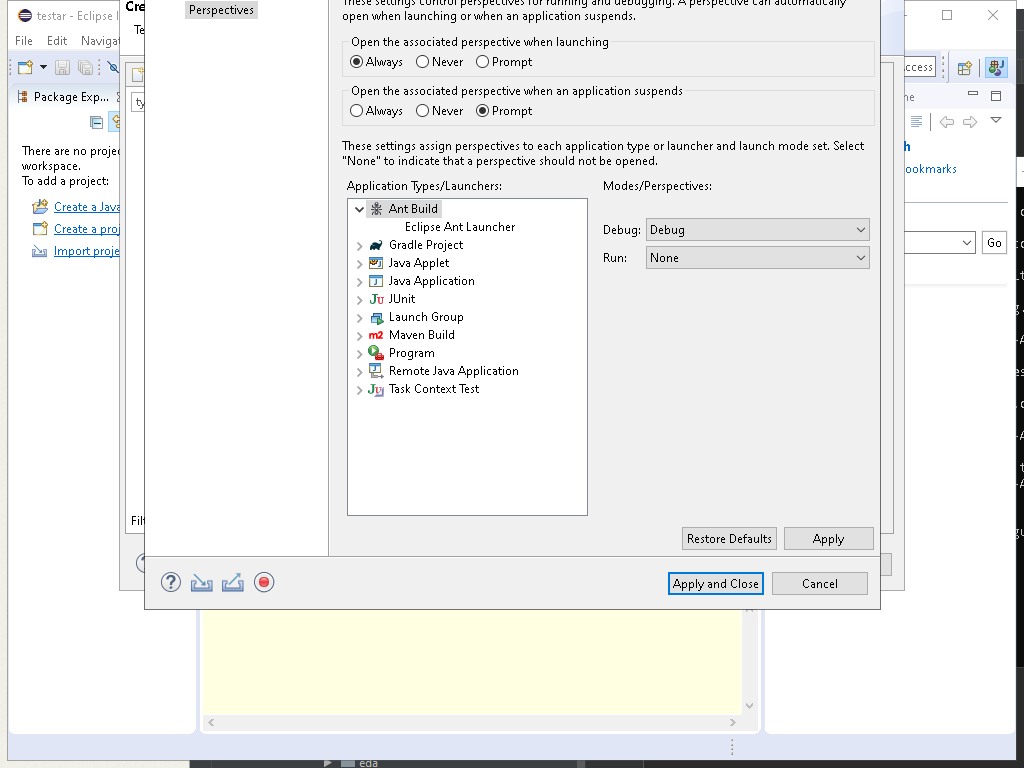 testar - Eclipse I
Cre
Perspectives
These settings control perspectives for running and debugging. A perspective can automatically
open when launching or when an application suspends.
File Edit Navigat
Te
Open the associated perspective when launching
Always Never Prompt
ccess
Open the associated perspective when an application suspends
Package Exp...
ty
ne
Always Never Prompt
There are no projec
workspace.
To add a project:
These settings assign perspectives to each application type or launcher and launch mode set. Select
"None" to indicate that a perspective should not be opened.
h
ookmarks
Application Types/Launchers:
Modes/Perspectives:
Create a Java
Create a proj
Import proje
Ant Build
Eclipse Ant Launcher
Gradle Project
Java Applet
Java Application
JUnit
Launch Group
m2 Maven Build
Program
Remote Java Application
Task Context Test
Debug: Debug
Run: None
Go
Filt
Restore Defaults
Apply
Apply and Close
Cancel
eda